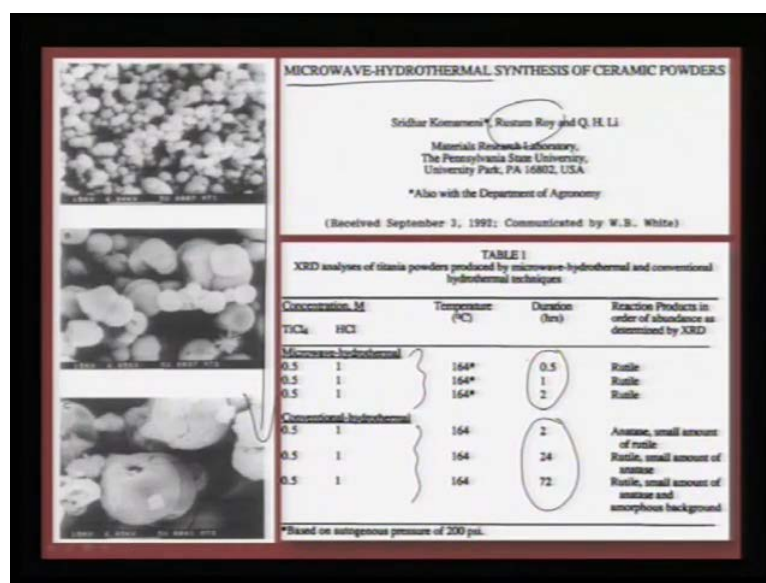 MICROWAVE-HYDROTHERMAL SYNTHESIS OF CERAMIC POWDERS
Sridhar Komarneni*, Rustum Roy and Q. H. Li
Materials Research Laboratory,
The Pennsylvania State University,
University Park, PA 16802, USA
*Also with the Department of Agronomy
(Received September 3, 1992; Communicated by W.B. White)
TABLE 1
XRD analyses of titania powders produced by microwave-hydrothermal and conventional
hydrothermal techniques
Concentration, M Temperature Duration Reaction Products in
(°C) (hrs) order of abundance as
TiCl4 HCl determined by XRD
Microwave-hydrothermal
0.5 1 164* 0.5 Rutile
0.5 1 164* 1 Rutile
0.5 1 164* 2 Rutile
Conventional-hydrothermal
0.5 1 164 2 Anatase, small amount
of rutile
0.5 1 164 24 Rutile, small amount of
anatase
0.5 1 164 72 Rutile, small amount of
anatase and
amorphous background
*Based on autogenous pressure of 200 psi.